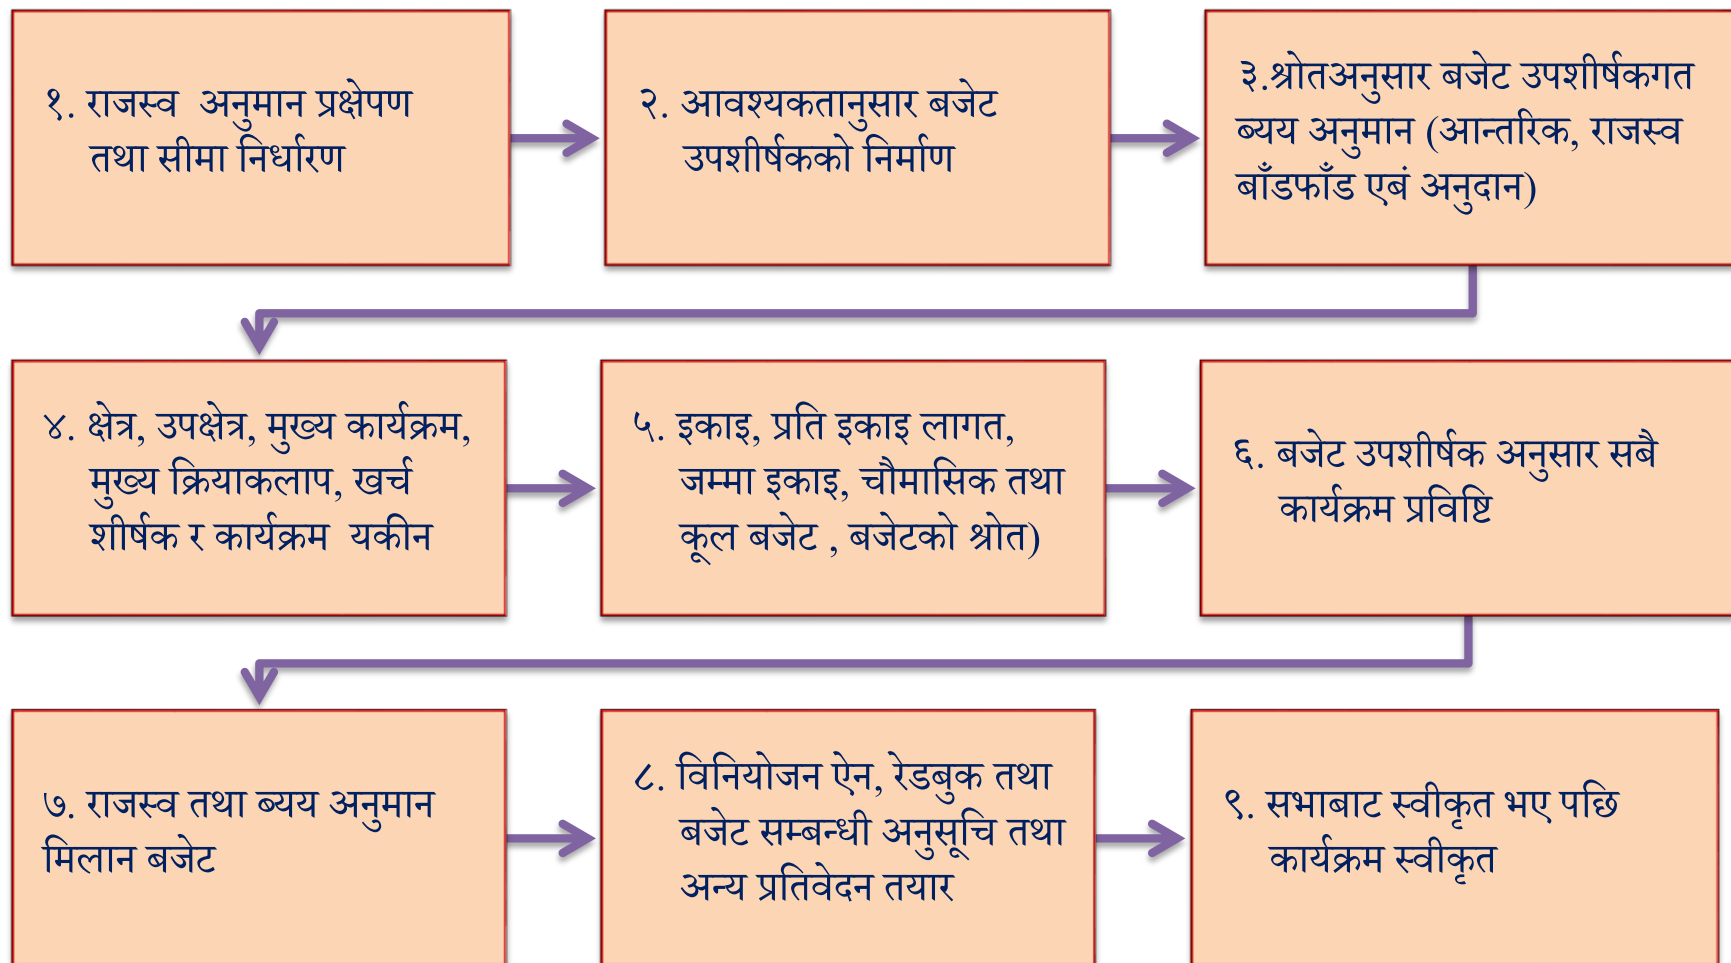 १. राजस्व  अनुमान प्रक्षेपण
तथा सीमा निर्धारण
२. आवश्यकतानुसार बजेट
उपशीर्षकको निर्माण
३.श्रोतअनुसार बजेट उपशीर्षकगत
ब्यय अनुमान (आन्तरिक, राजस्व
बाँडफाँड एबं अनुदान)
४. क्षेत्र, उपक्षेत्र, मुख्य कार्यक्रम,
मुख्य क्रियाकलाप, खर्च
शीर्षक र कार्यक्रम  यकीन
५. इकाइ, प्रति इकाइ लागत,
जम्मा इकाइ, चौमासिक तथा
कूल बजेट , बजेटको श्रोत)
६. बजेट उपशीर्षक अनुसार सबै
कार्यक्रम प्रविष्टि
७. राजस्व तथा ब्यय अनुमान
मिलान बजेट
८. विनियोजन ऐन, रेडबुक तथा
बजेट सम्बन्धी अनुसूचि तथा
अन्य प्रतिवेदन तयार
९. सभाबाट स्वीकृत भए पछि
कार्यक्रम स्वीकृत